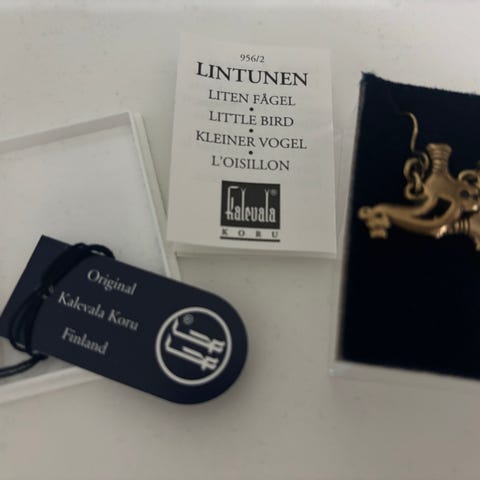 956/2
LINTUNEN
LITEN FÅGEL
•
LITTLE BIRD
•
KLEINER VOGEL
•
L'OISILLON
Kalevala®
KORU
Original
Kalevala Koru
Finland
®